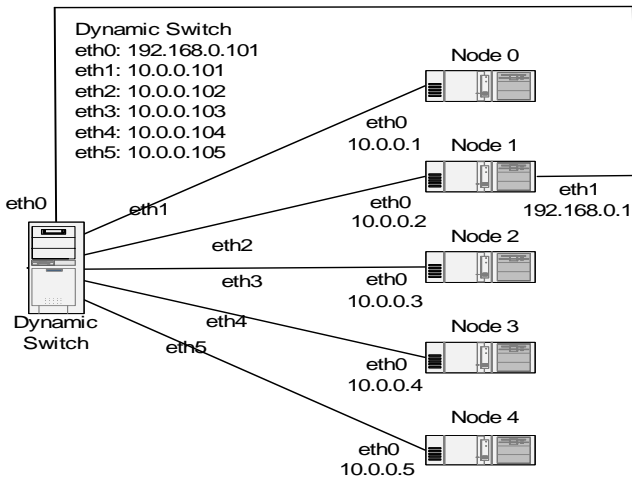 Dynamic Switch
eth0: 192.168.0.101
eth1: 10.0.0.101
eth2: 10.0.0.102
eth3: 10.0.0.103
eth4: 10.0.0.104
eth5: 10.0.0.105
Node 0
eth0
10.0.0.1
Node 1
eth0
10.0.0.2
eth1
192.168.0.1
eth0
eth1
eth2
Node 2
eth3
eth0
10.0.0.3
Dynamic
Switch
eth4
eth5
Node 3
eth0
10.0.0.4
Node 4
eth0
10.0.0.5